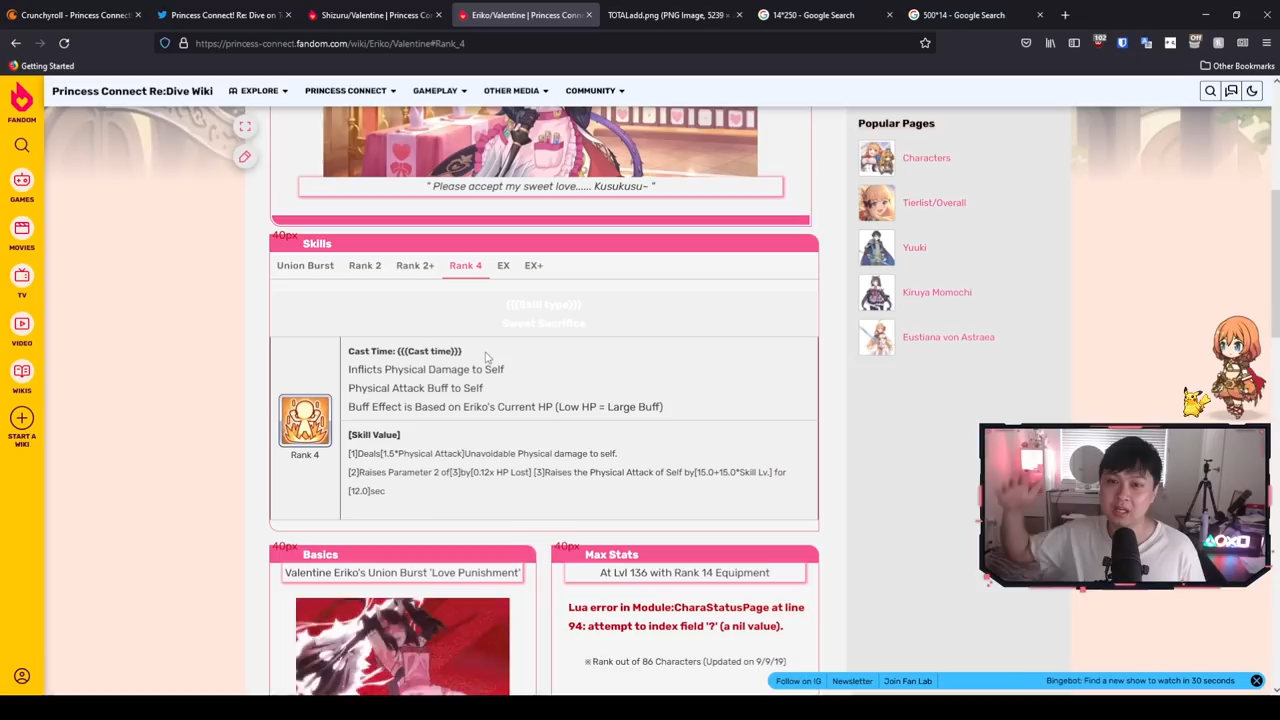 Crunchyroll - Princess Connect!
Princess Connect! Re: Dive on T
Shizuru/Valentine | Princess Con
Eriko/Valentine | Princess Conne
TOTALadd.png (PNG Image, 5239 ×
14*250 - Google Search
500*14 - Google Search
https://princess-connect.fandom.com/wiki/Eriko/Valentine#Rank_4
102
Off
Getting Started
Other Bookmarks
Princess Connect Re:Dive Wiki
EXPLORE
PRINCESS CONNECT
GAMEPLAY
OTHER MEDIA
COMMUNITY
FANDOM
GAMES
MOVIES
TV
VIDEO
WIKIS
START A
WIKI
" Please accept my sweet love...... Kusukusu~ "
40px
Skills
Union Burst
Rank 2
Rank 2+
Rank 4
EX
EX+
{{{Skill type}}}
Sweet Sacrifice
Cast Time: {{{Cast time}}}
Inflicts Physical Damage to Self
Physical Attack Buff to Self
Buff Effect is Based on Eriko's Current HP (Low HP = Large Buff)
Rank 4
[Skill Value]
[1]Deals[1.5*Physical Attack]Unavoidable Physical damage to self.
[2]Raises Parameter 2 of[3]by[0.12x HP Lost] [3]Raises the Physical Attack of Self by[15.0+15.0*Skill Lv.] for
[12.0]sec
40px
Basics
Valentine Eriko's Union Burst 'Love Punishment'
40px
Max Stats
At Lvl 136 with Rank 14 Equipment
Lua error in Module:CharaStatusPage at line
94: attempt to index field '?' (a nil value).
※ Rank out of 86 Characters (Updated on 9/9/19)
Popular Pages
Characters
Tierlist/Overall
Yuuki
Kiruya Momochi
Eustiana von Astraea
Follow on IG
Newsletter
Join Fan Lab
Bingebot: Find a new show to watch in 30 seconds